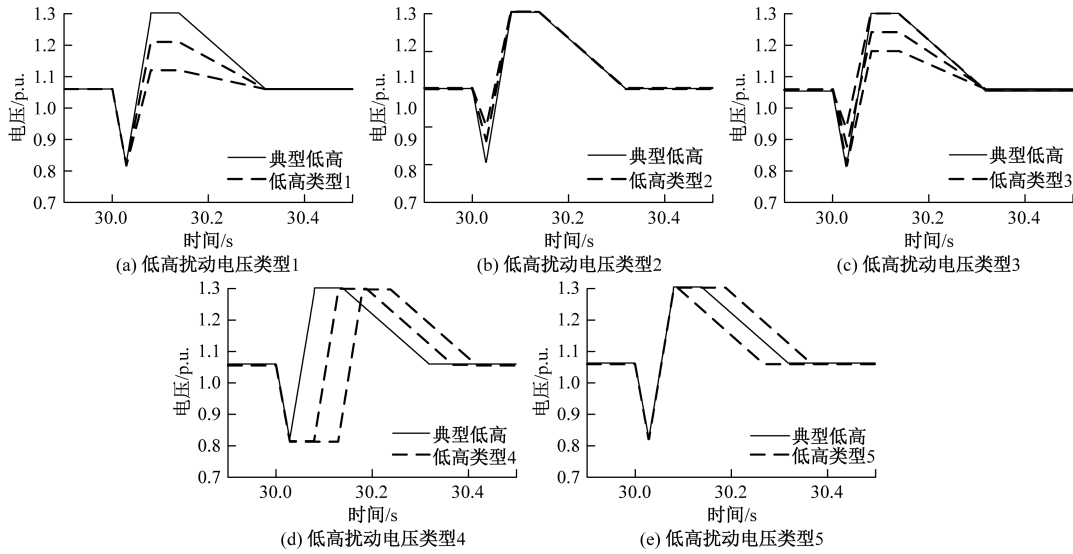 1.3
1.2
1.1
1.0
0.9
0.8
0.7
电压/p.u.
典型低高
低高类型1
30.0
30.2
30.4
时间/s
(a) 低高扰动电压类型1
1.3
1.2
1.1
1.0
0.9
0.8
0.7
电压/p.u.
典型低高
低高类型2
30.0
30.2
30.4
时间/s
(b) 低高扰动电压类型2
1.3
1.2
1.1
1.0
0.9
0.8
0.7
电压/p.u.
典型低高
低高类型3
30.0
30.2
30.4
时间/s
(c) 低高扰动电压类型3
1.3
1.2
1.1
1.0
0.9
0.8
0.7
电压/p.u.
典型低高
低高类型4
30.0
30.2
30.4
时间/s
(d) 低高扰动电压类型4
1.3
1.2
1.1
1.0
0.9
0.8
0.7
电压/p.u.
典型低高
低高类型5
30.0
30.2
30.4
时间/s
(e) 低高扰动电压类型5